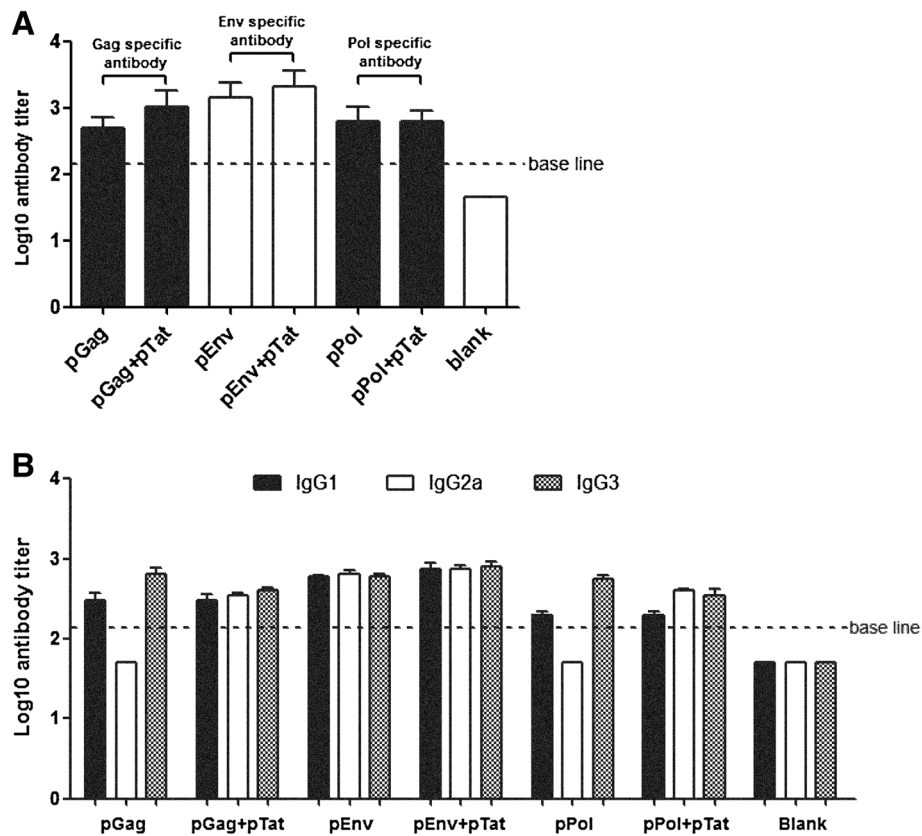 A
Gag specific
antibody
Env specific
antibody
Pol specific
antibody
Log10 antibody titer
4
3
2
1
0
base line
pGag
pGag+pTat
pEnv
pEnv+pTat
pPol
pPol+pTat
blank
B
IgG1 IgG2a IgG3
Log10 antibody titer
4
3
2
1
0
base line
pGag pGag+pTat pEnv pEnv+pTat pPol pPol+pTat Blank